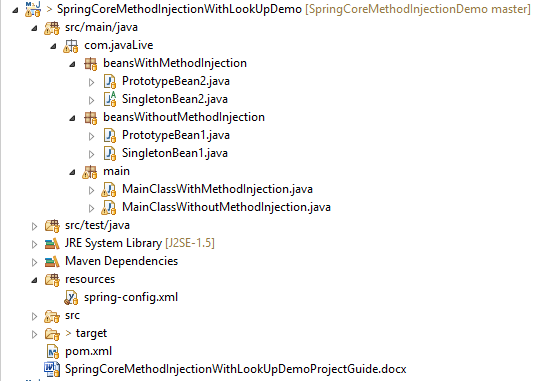 > SpringCoreMethodInjectionWithLookUpDemo [SpringCoreMethodInjectionDemo master]
src/main/java
com.javaLive
beansWithMethodInjection
PrototypeBean2.java
SingletonBean2.java
beansWithoutMethodInjection
PrototypeBean1.java
SingletonBean1.java
main
MainClassWithMethodInjection.java
MainClassWithoutMethodInjection.java
src/test/java
JRE System Library [J2SE-1.5]
Maven Dependencies
resources
spring-config.xml
src
> target
pom.xml
SpringCoreMethodInjectionWithLookUpDemoProjectGuide.docx